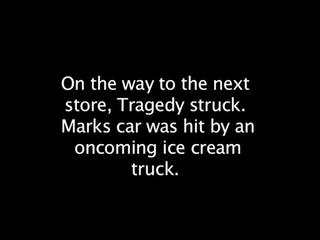 On the way to the next
store, Tragedy struck.
Marks car was hit by an
oncoming ice cream
truck.